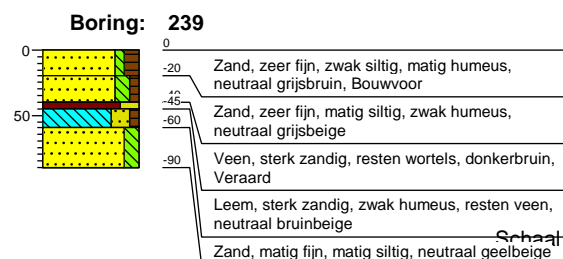 Boring: 239
0
0
Zand, zeer fijn, zwak siltig, matig humeus,
neutraal grijsbruin, Bouwvoor
-20
Zand, zeer fijn, matig siltig, zwak humeus,
neutraal grijsbeige
-40
-45
50
Veen, sterk zandig, resten wortels, donkerbruin,
Veraard
-60
Leem, sterk zandig, zwak humeus, resten veen,
neutraal bruinbeige
-90
Schaal
Zand, matig fijn, matig siltig, neutraal geelbeige